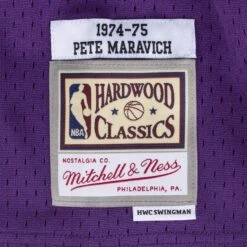 1974-75
PETE MARAVICH
HARDWOOD
NBA
CLASSICS
NOSTALGIA CO.
Mitchell & Ness
PHILADELPHIA, PA.
HWC SWINGMAN